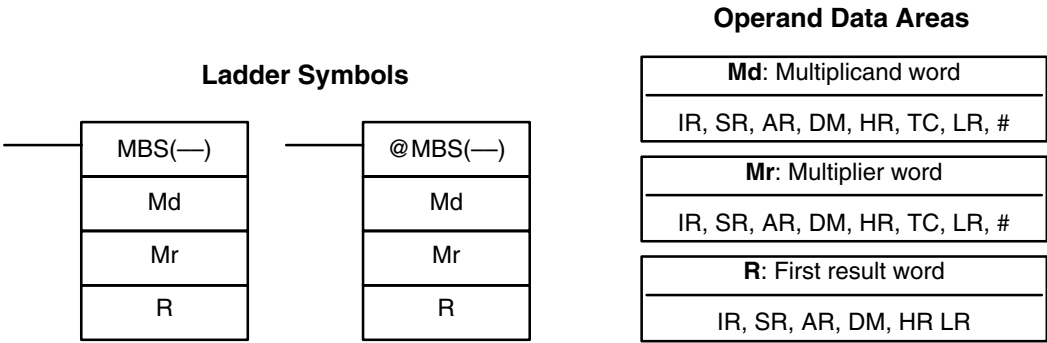 Operand Data Areas
Ladder Symbols
MBS(—)
Md
Mr
R
@MBS(—)
Md
Mr
R
Md: Multiplicand word
IR, SR, AR, DM, HR, TC, LR, #
Mr: Multiplier word
IR, SR, AR, DM, HR, TC, LR, #
R: First result word
IR, SR, AR, DM, HR LR